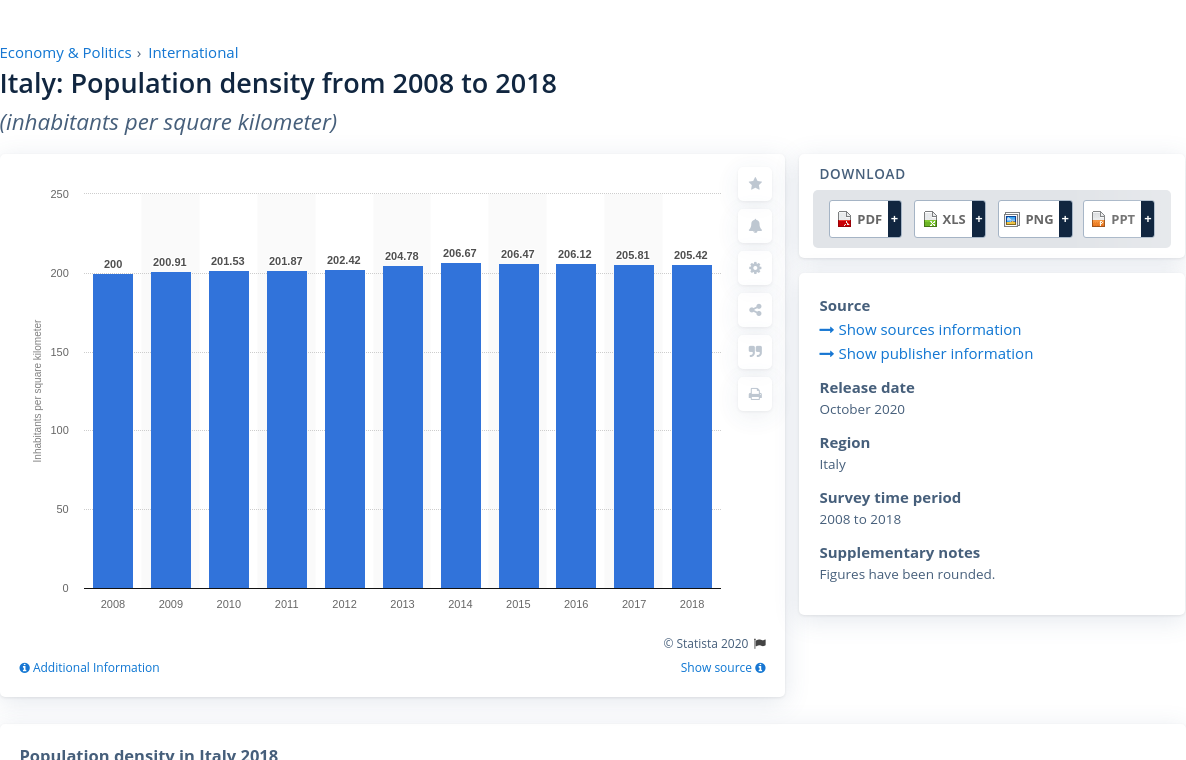 Economy & Politics › International
Italy: Population density from 2008 to 2018
(inhabitants per square kilometer)
250
200
150
100
50
0
Inhabitants per square kilometer
200 200.91 201.53 201.87 202.42 204.78 206.67 206.47 206.12 205.81 205.42
2008 2009 2010 2011 2012 2013 2014 2015 2016 2017 2018
© Statista 2020
Additional Information
Show source
DOWNLOAD
PDF + XLS + PNG + PPT +
Source
Show sources information
Show publisher information
Release date
October 2020
Region
Italy
Survey time period
2008 to 2018
Supplementary notes
Figures have been rounded.
Population density in Italy 2018